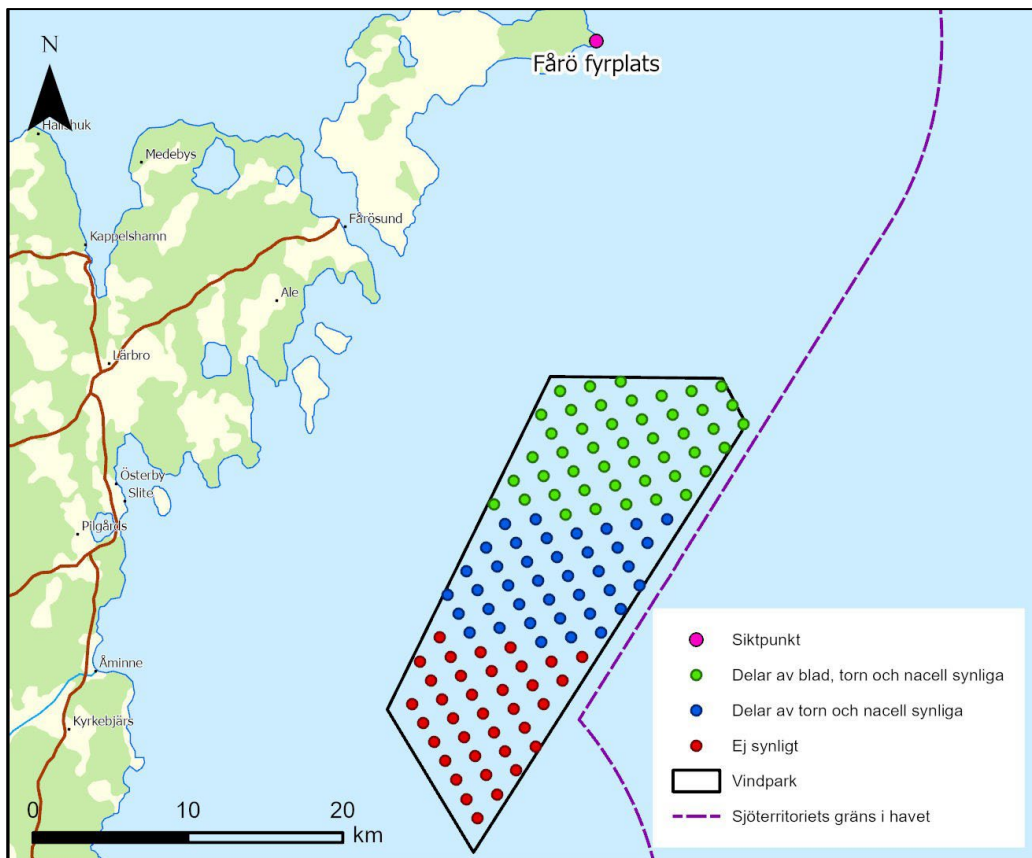 Fårö fyrplats
N
Hallshuk
Medebys
Fårösund
Kappelshamn
Ale
Lärbro
Österby
Slite
Pilgårds
Åminne
Kyrkebjärs
0 10 20
km
Siktpunkt
Delar av blad, torn och nacell synliga
Delar av torn och nacell synliga
Ej synligt
Vindpark
Sjöterritoriets gräns i havet